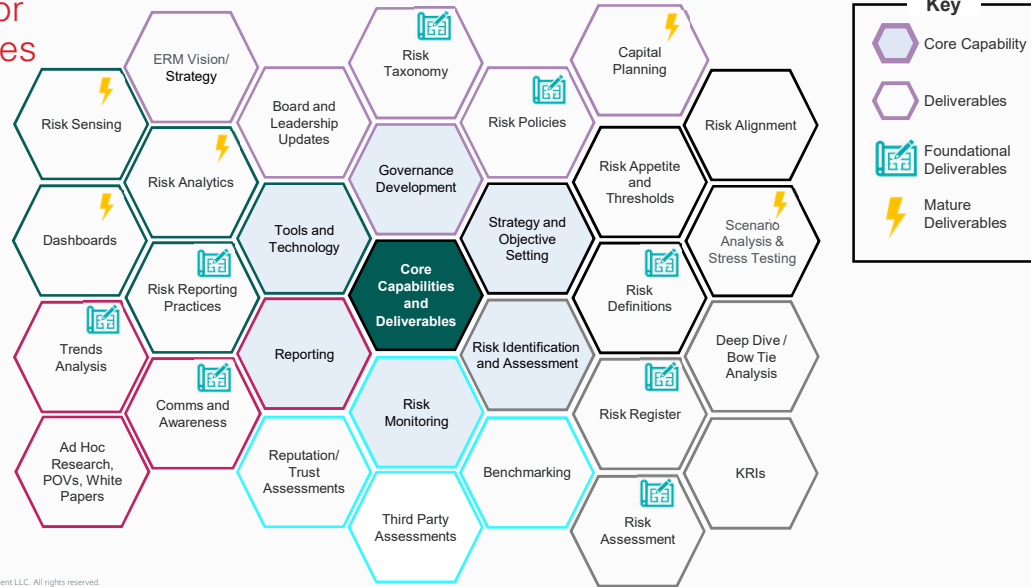 or
es
ERM Vision/
Strategy
Risk
Taxonomy
Capital
Planning
Risk Sensing
Board and
Leadership
Updates
Risk Policies
Risk Alignment
Risk Analytics
Governance
Development
Risk Appetite
and
Thresholds
Dashboards
Tools and
Technology
Strategy and
Objective
Setting
Scenario
Analysis &
Stress Testing
Risk Reporting
Practices
Core
Capabilities
and
Deliverables
Risk
Definitions
Trends
Analysis
Reporting
Risk Identification
and Assessment
Deep Dive /
Bow Tie
Analysis
Comms and
Awareness
Risk
Monitoring
Risk Register
Ad Hoc
Research,
POVs, White
Papers
Reputation/
Trust
Assessments
Benchmarking
KRIs
Third Party
Assessments
Risk
Assessment
Key
Core Capability
Deliverables
Foundational
Deliverables
Mature
Deliverables
ent LLC. All rights reserved.